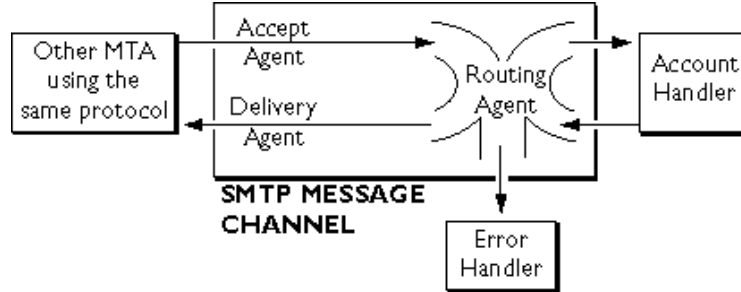 Other MTA
using the
same protocol
Accept
Agent
Delivery
Agent
Routing
Agent
Account
Handler
SMTP MESSAGE
CHANNEL
Error
Handler